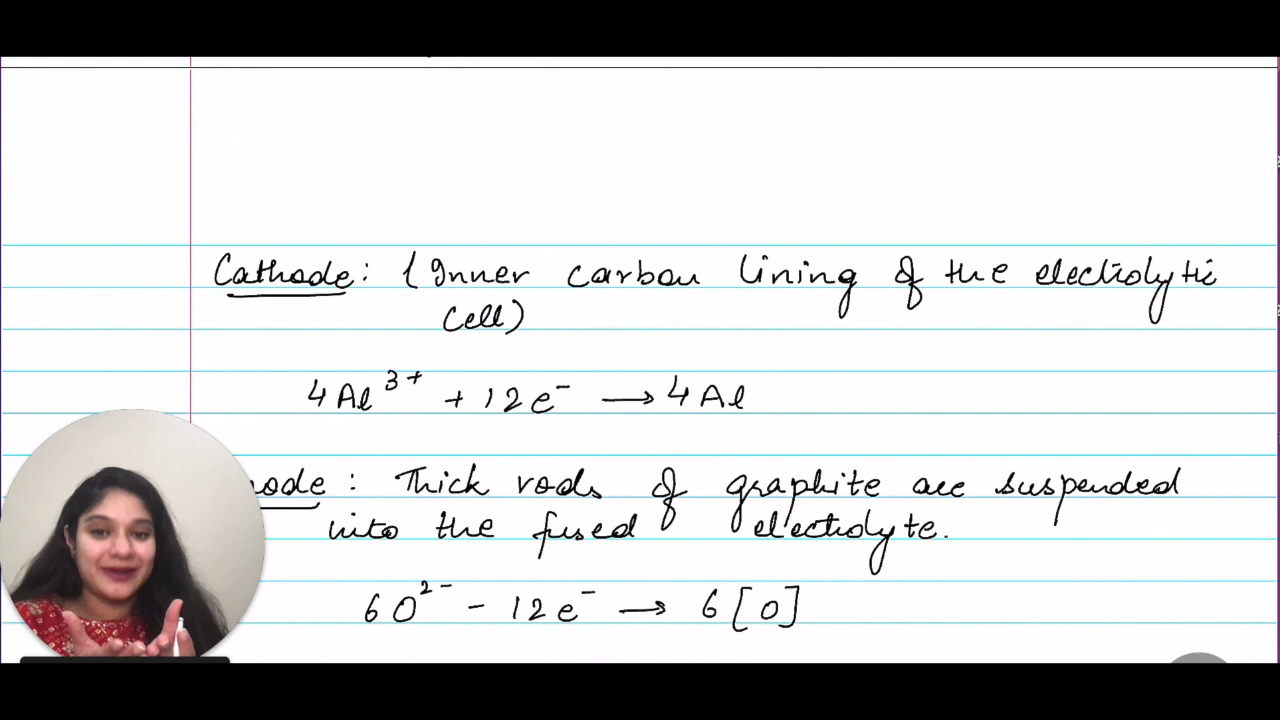 Cathode: (Inner carbon lining of the electrolytic
cell)
4Al³⁺ + 12e⁻ → 4Al
node: Thick rods of graphite are suspended
into the fused electrolyte.
6O²⁻ - 12e⁻ → 6[O]